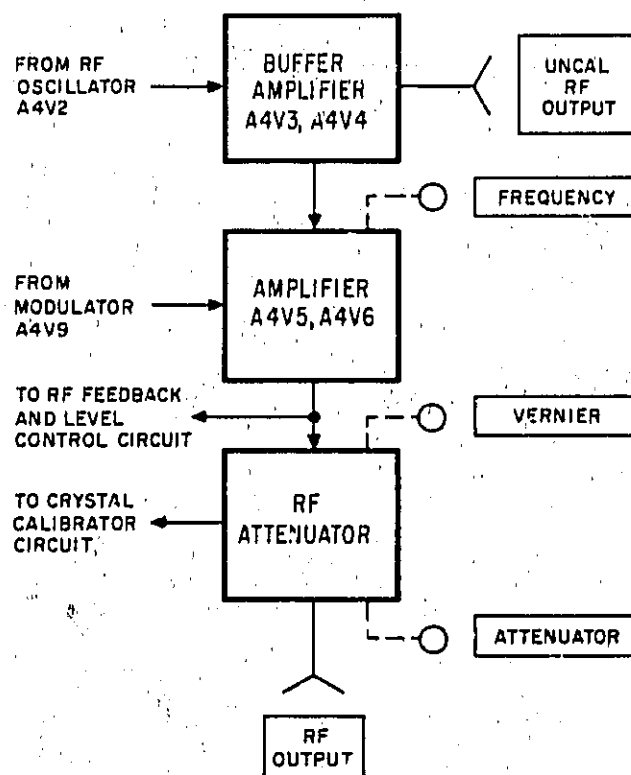 FROM RF
OSCILLATOR
A4V2
BUFFER
AMPLIFIER
A4V3, A4V4
UNCAL
RF
OUTPUT
FREQUENCY
FROM
MODULATOR
A4V9
AMPLIFIER
A4V5, A4V6
TO RF FEEDBACK
AND LEVEL
CONTROL CIRCUIT
VERNIER
TO CRYSTAL
CALIBRATOR
CIRCUIT,
RF
ATTENUATOR
ATTENUATOR
RF
OUTPUT